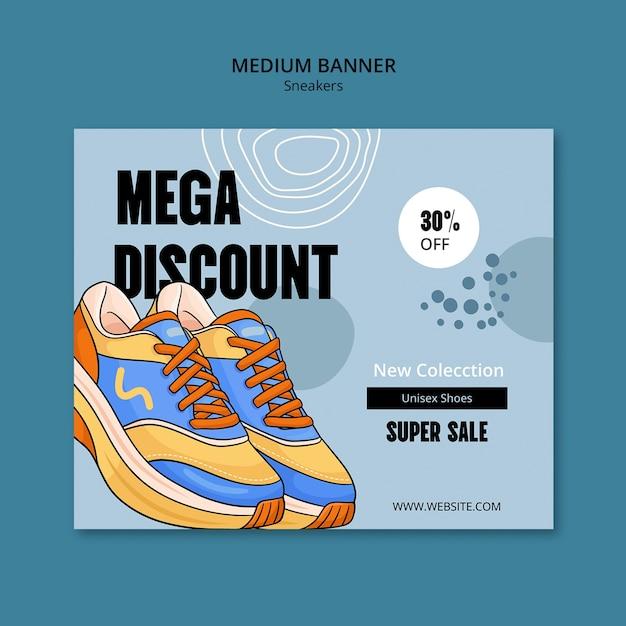 MEDIUM BANNER
Sneakers
MEGA
DISCOUNT
30%
OFF
New Colecction
Unisex Shoes
SUPER SALE
WWW.WEBSITE.COM